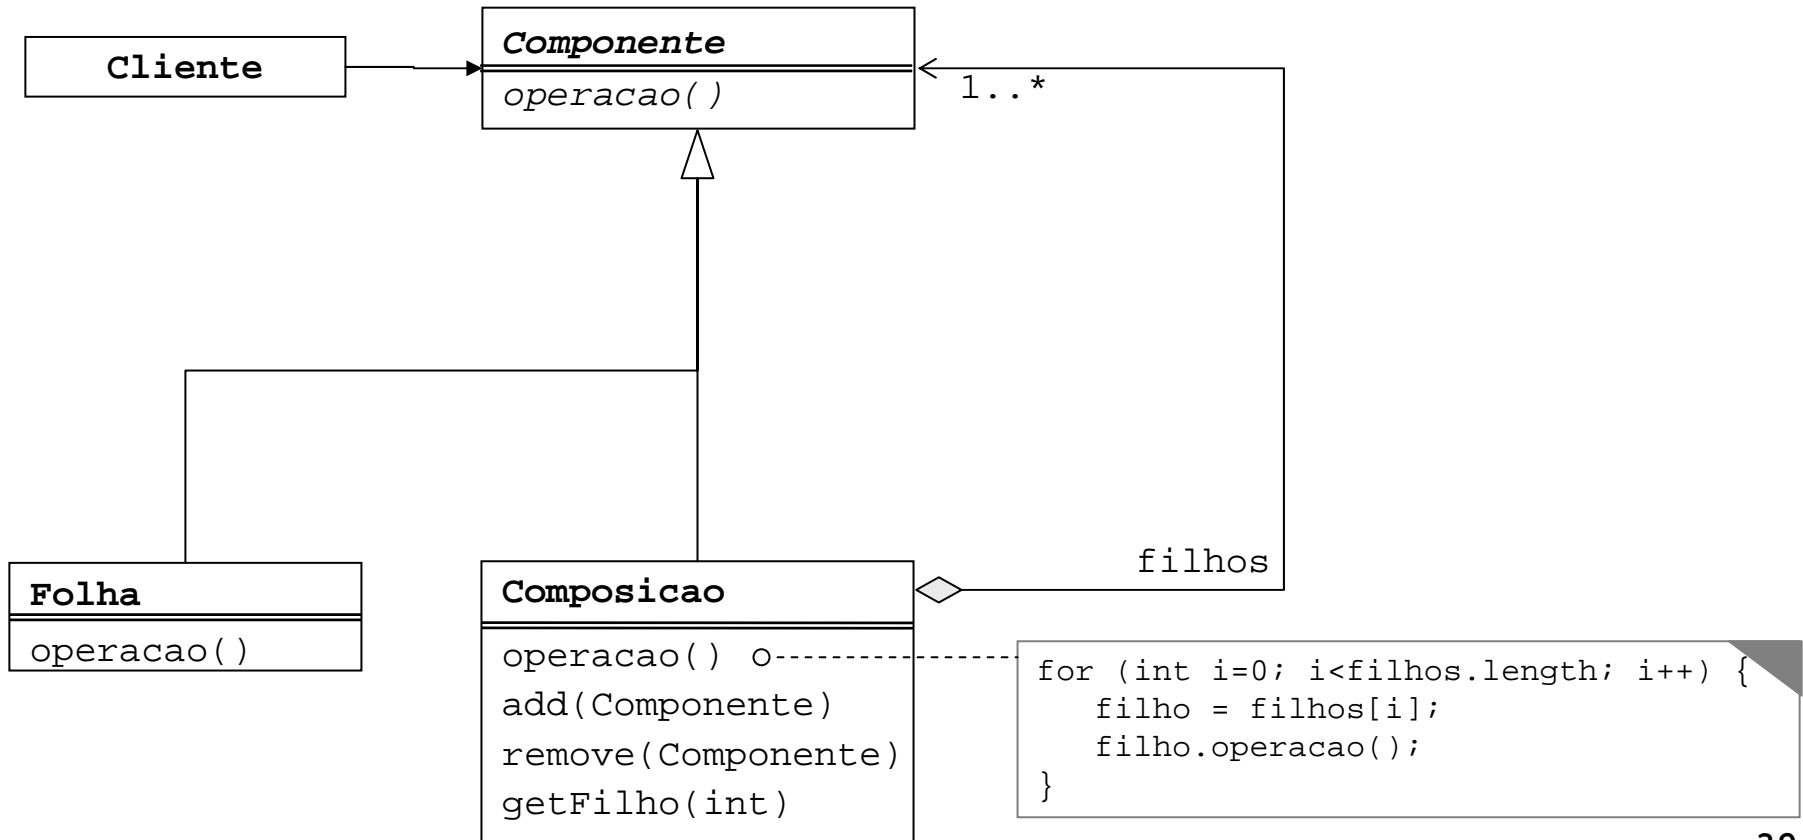 Cliente
Componente
operacao()
1..*
filhos
Folha
operacao()
Composicao
operacao()
add(Componente)
remove(Componente)
getFilho(int)
for (int i=0; i<filhos.length; i++) {
filho = filhos[i];
filho.operacao();
}